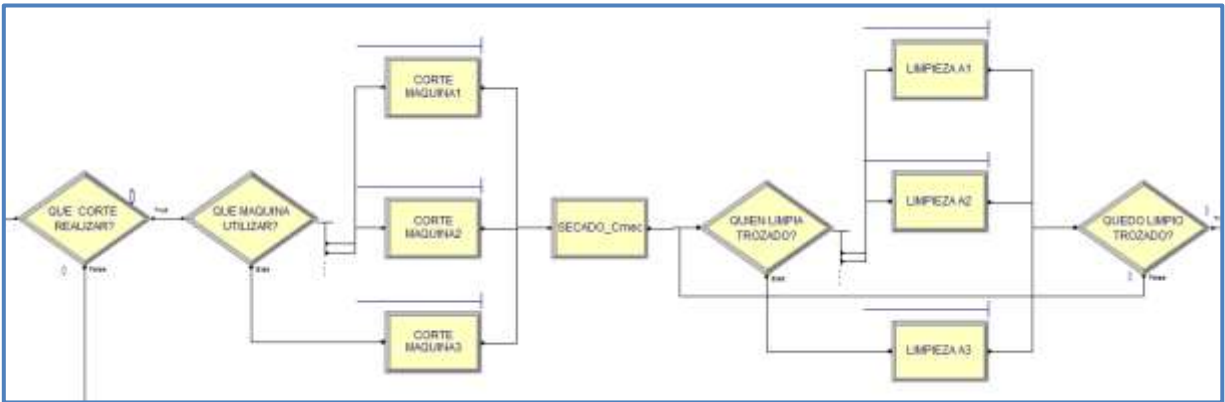 QUE CORTE
REALIZAR?
True
False
QUE MAQUINA
UTILIZAR?
Else
CORTE
MAQUINA1
CORTE
MAQUINA2
CORTE
MAQUINA3
SECADO_Cmec
QUIEN LIMPIA
TROZADO?
Else
LIMPIEZA A1
LIMPIEZA A2
LIMPIEZA A3
QUEDO LIMPIO
TROZADO?
False